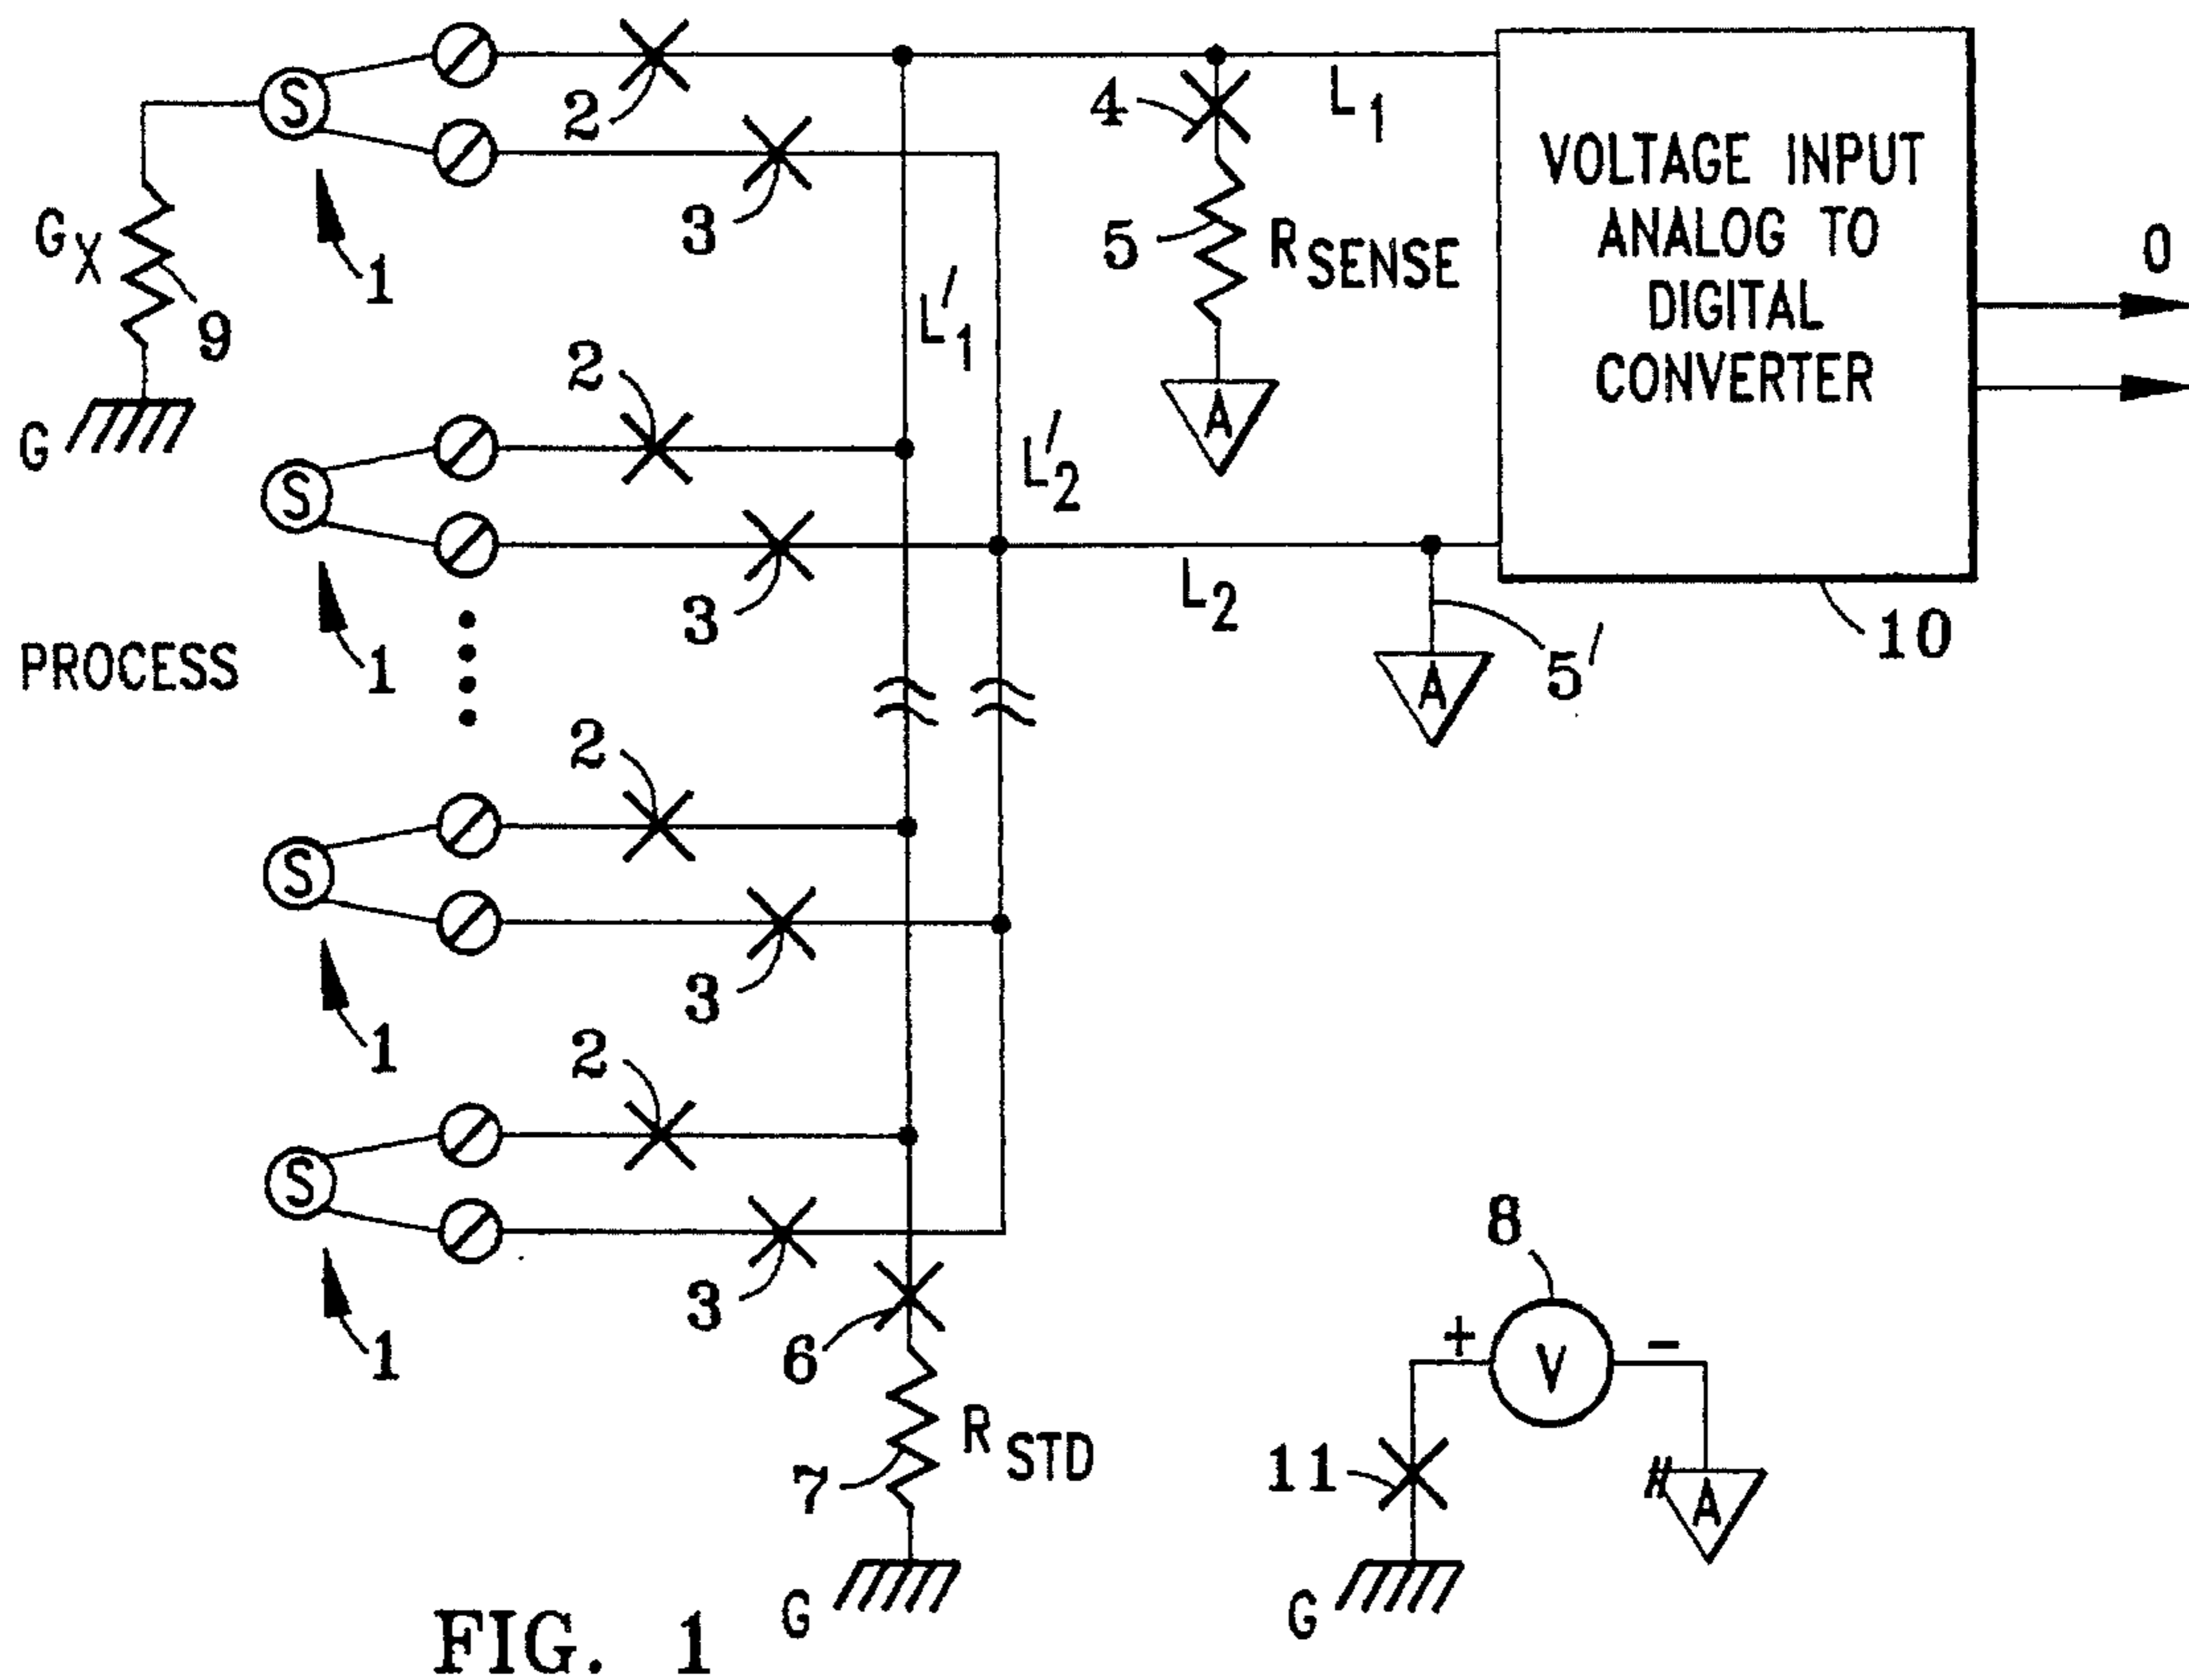 S
2
3
4
L1
VOLTAGE INPUT
ANALOG TO
DIGITAL
CONVERTER
GX
1
9
5
RSENSE
O
L'1
G
A
2
L'2
S
3
L2
10
PROCESS
1
5'
A
2
S
3
1
2
S
3
1
6
8
+
-
V
7
RSTD
11
A
G
G
FIG. 1